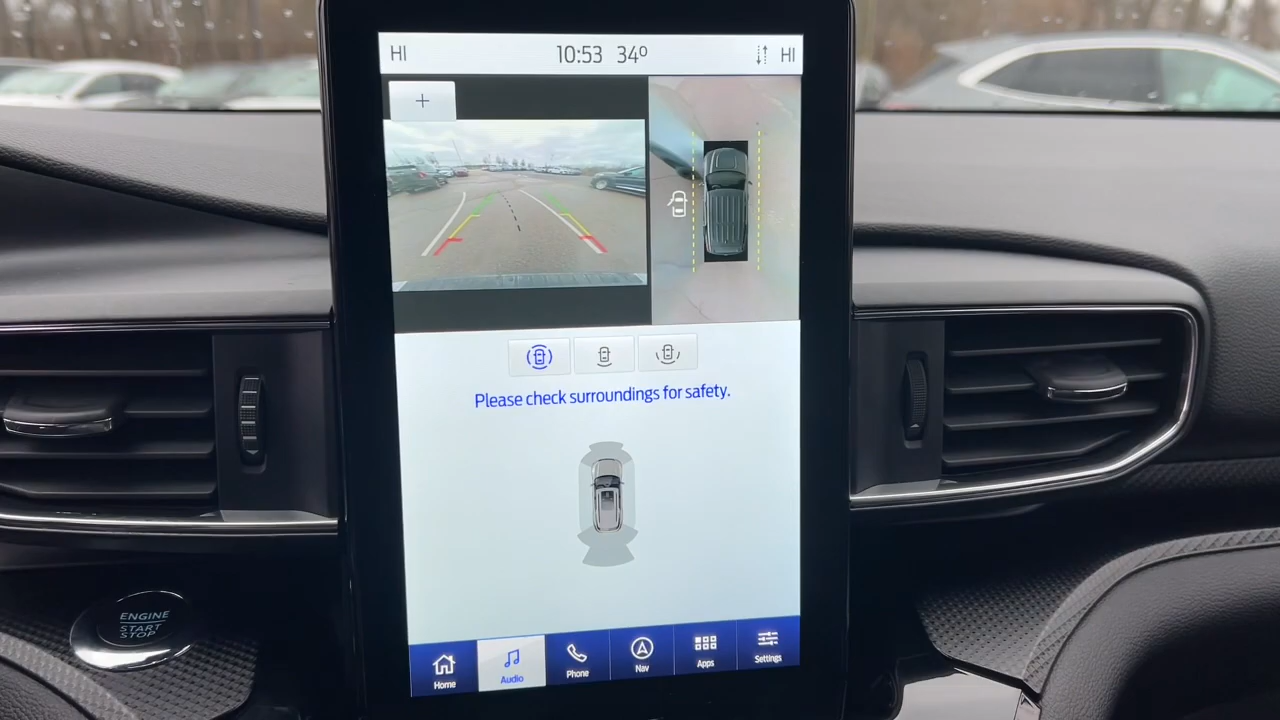 HI 10:53 34° HI
+
Please check surroundings for safety.
ENGINE
START
STOP
Home Audio Phone Nav Apps Settings